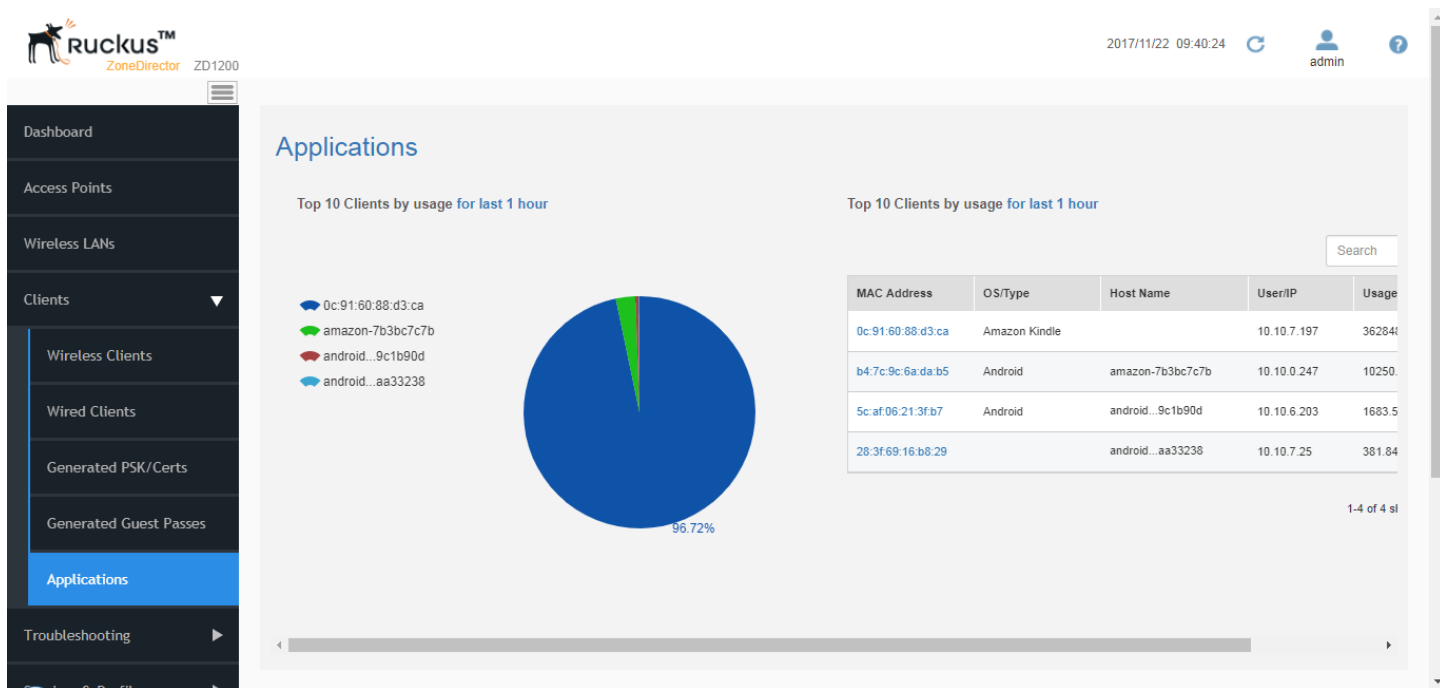 RUCKUS™
ZoneDirector ZD1200
2017/11/22 09:40:24
admin
Dashboard
Access Points
Wireless LANs
Clients
Wireless Clients
Wired Clients
Generated PSK/Certs
Generated Guest Passes
Applications
Troubleshooting
Applications
Top 10 Clients by usage for last 1 hour
0c:91:60:88:d3:ca
amazon-7b3bc7c7b
android...9c1b90d
android...aa33238
96.72%
Top 10 Clients by usage for last 1 hour
Search
MAC Address OS/Type Host Name User/IP Usage
0c:91:60:88:d3:ca Amazon Kindle 10.10.7.197 362848
b4:7c:9c:6a:da:b5 Android amazon-7b3bc7c7b 10.10.0.247 10250.
5c:af:06:21:3f:b7 Android android...9c1b90d 10.10.6.203 1683.5
28:3f:69:16:b8:29 android...aa33238 10.10.7.25 381.84
1-4 of 4